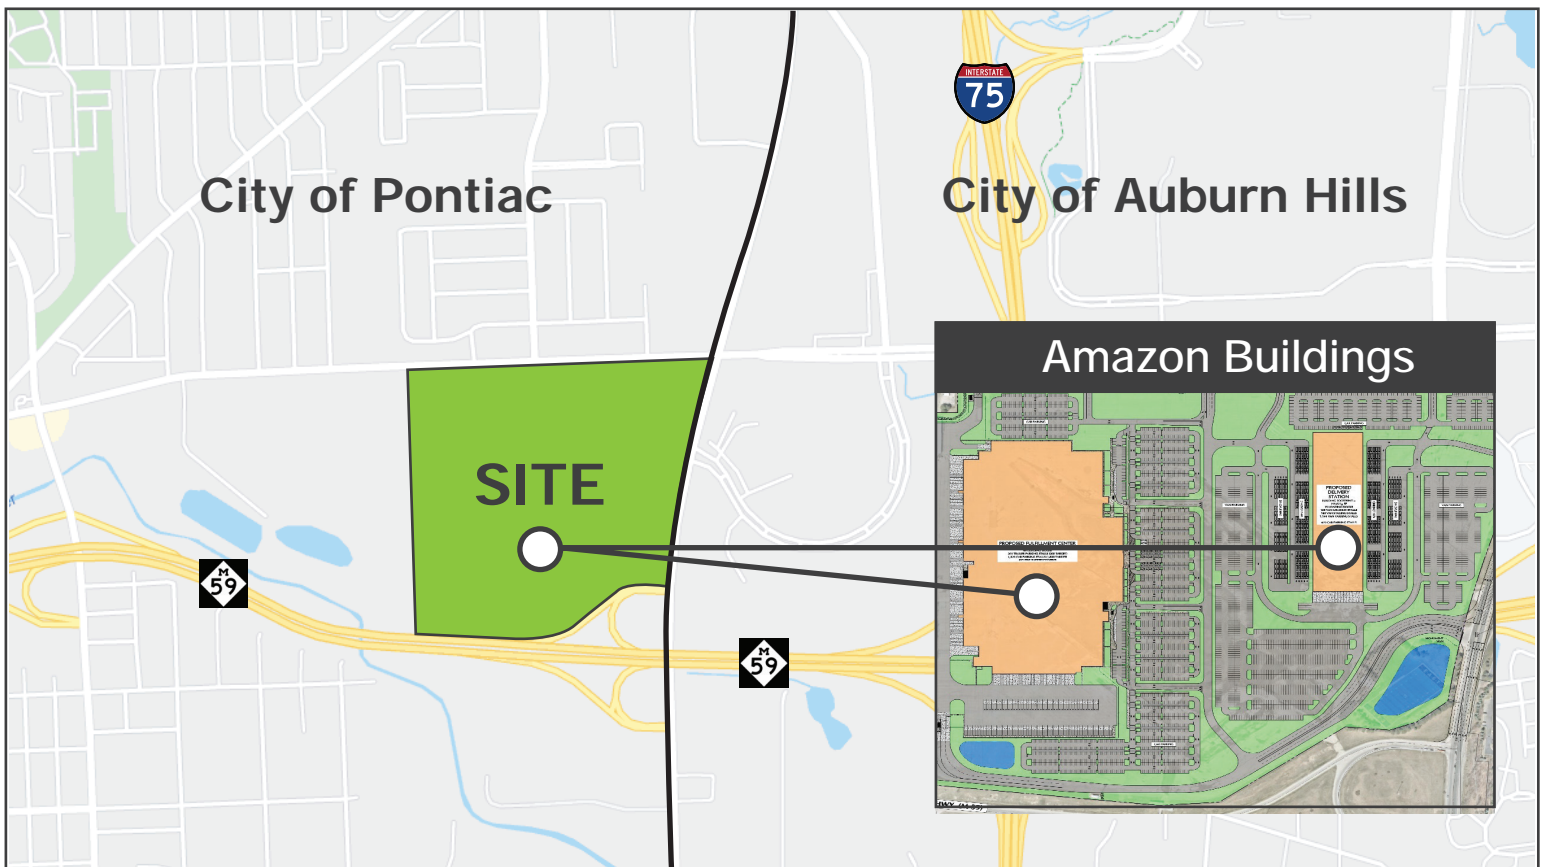 INTERSTATE
75
City of Pontiac
City of Auburn Hills
Amazon Buildings
SITE
PROPOSED
DELIVERY
STATION
PROPOSED FULFILLMENT CENTER
M
59
M
59